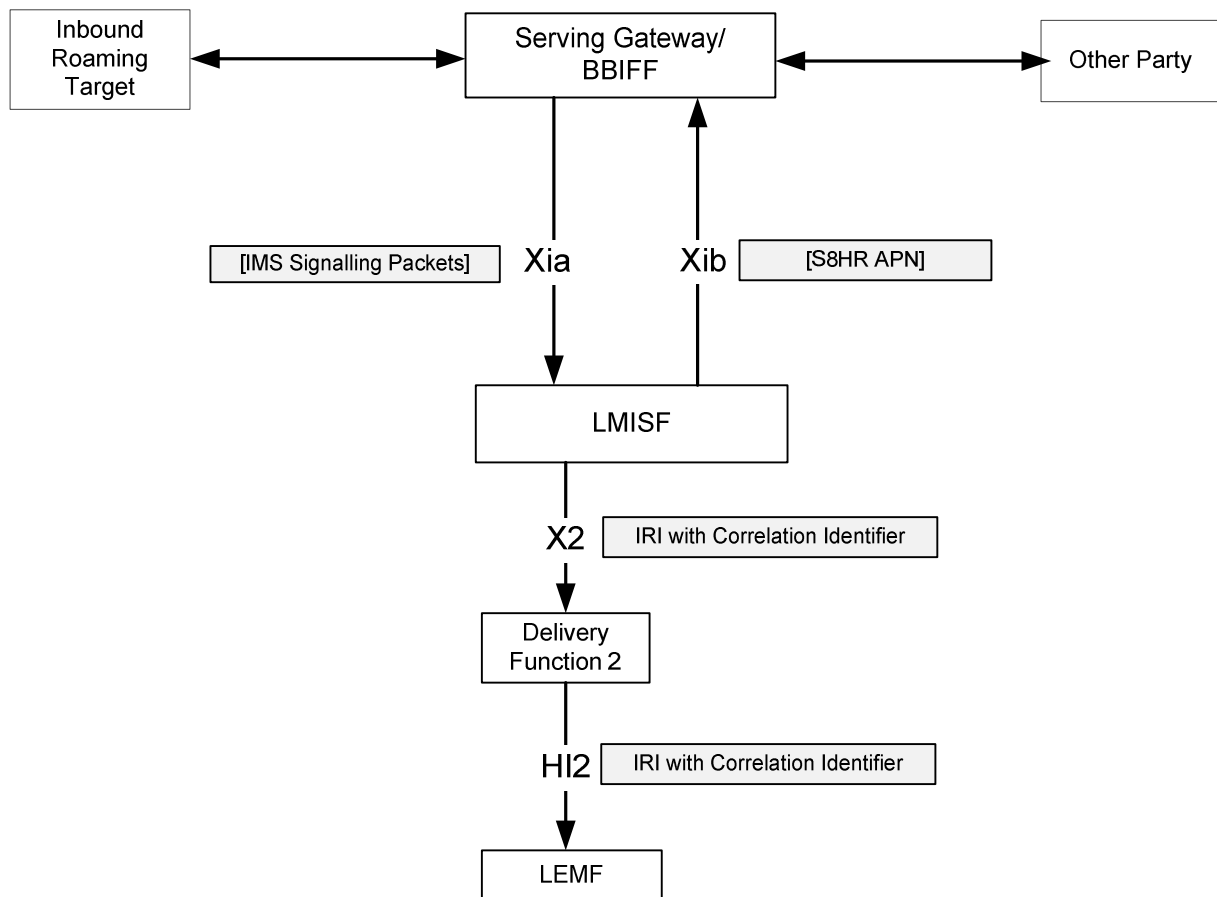 Inbound
Roaming
Target
Serving Gateway/
BBIFF
Other Party
[IMS Signalling Packets]
Xia
Xib
[S8HR APN]
LMISF
X2
IRI with Correlation Identifier
Delivery
Function 2
HI2
IRI with Correlation Identifier
LEMF